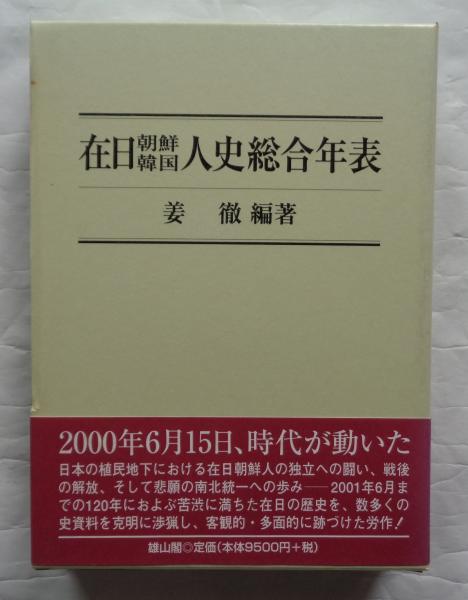 在日朝鮮韓国人史総合年表
姜 徹 編著
2000年6月15日、時代が動いた
日本の植民地下における在日朝鮮人の独立への闘い、戦後
の解放、そして悲願の南北統一への歩み──2001年6月ま
での120年におよぶ苦渋に満ちた在日の歴史を、数多くの
史資料を克明に渉猟し、客観的・多面的に跡づけた労作!
雄山閣◎定価(本体9500円+税)